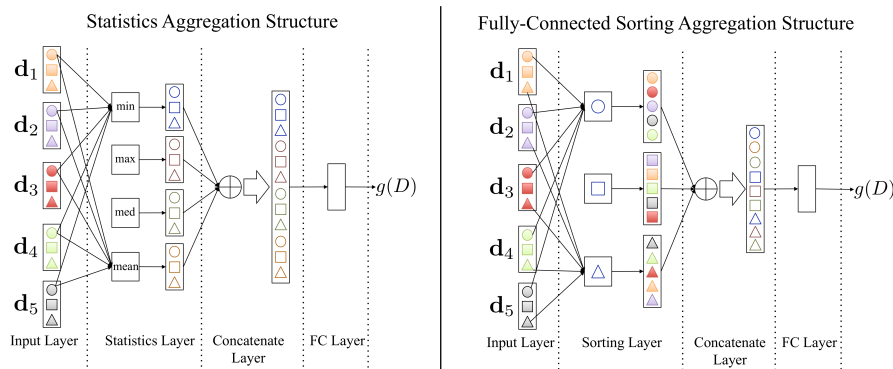 Statistics Aggregation Structure
d1
d2
d3
d4
d5
min
max
med
mean
g(D)
Input Layer
Statistics Layer
Concatenate
Layer
FC Layer
Fully-Connected Sorting Aggregation Structure
d1
d2
d3
d4
d5
g(D)
Input Layer
Sorting Layer
Concatenate
Layer
FC Layer